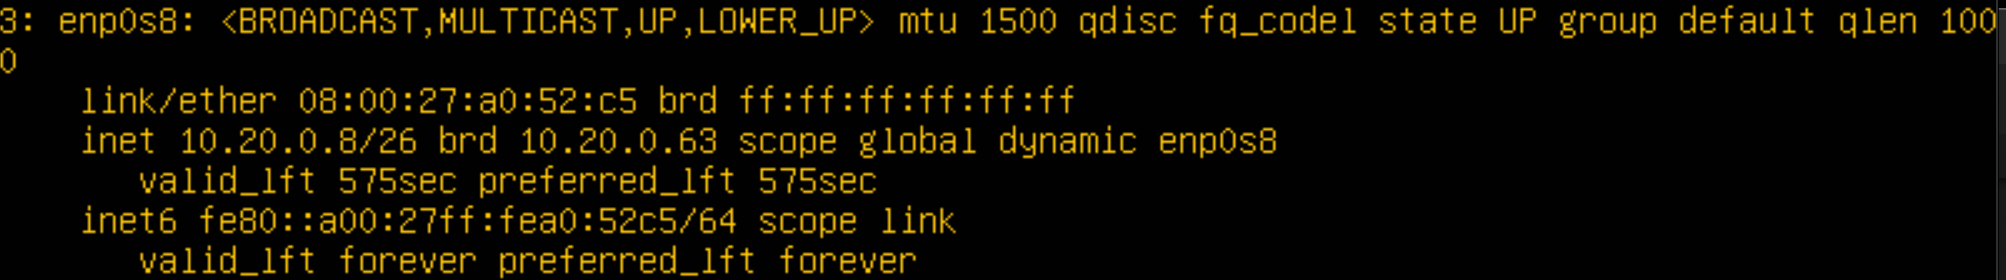 3: enp0s8: <BROADCAST,MULTICAST,UP,LOWER_UP> mtu 1500 qdisc fq_codel state UP group default qlen 100
0
link/ether 08:00:27:a0:52:c5 brd ff:ff:ff:ff:ff:ff
inet 10.20.0.8/26 brd 10.20.0.63 scope global dynamic enp0s8
valid_lft 575sec preferred_lft 575sec
inet6 fe80::a00:27ff:fea0:52c5/64 scope link
valid_lft forever preferred_lft forever